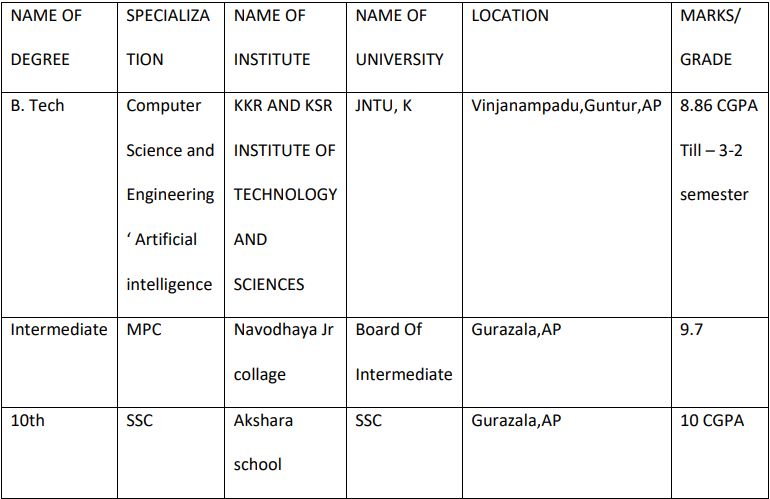 NAME OF DEGREE SPECIALIZATION NAME OF INSTITUTE NAME OF UNIVERSITY LOCATION MARKS/ GRADE
B. Tech Computer Science and Engineering ‘ Artificial intelligence KKR AND KSR INSTITUTE OF TECHNOLOGY AND SCIENCES JNTU, K Vinjanampadu,Guntur,AP 8.86 CGPA Till – 3-2 semester
Intermediate MPC Navodhaya Jr collage Board Of Intermediate Gurazala,AP 9.7
10th SSC Akshara school SSC Gurazala,AP 10 CGPA